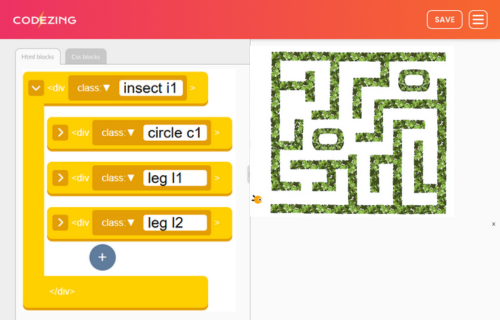 CODEZING
SAVE
Html blocks
Css blocks
<div class:▼ insect i1 >
<div class:▼ circle c1 >
<div class:▼ leg l1 >
<div class:▼ leg l2 >
+
</div>
x